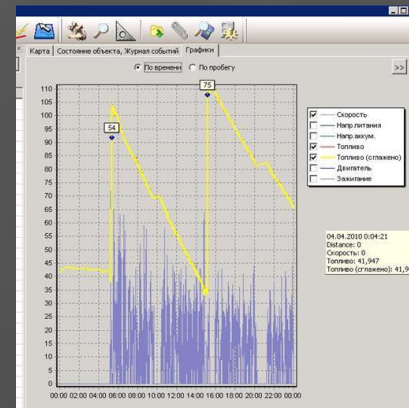 Карта Состояние объекта, Журнал событий Графики
По времени По пробегу >>
75
54
110
105
100
95
90
85
80
75
70
65
60
55
50
45
40
35
30
25
20
15
10
5
0
00:00 02:00 04:00 06:00 08:00 10:00 12:00 14:00 16:00 18:00 20:00 22:00 00:00
Скорость
Напр.питания
Напр.аккум.
Топливо
Топливо (сглажено)
Двигатель
Зажигание
04.04.2010 0:04:21
Distance: 0
Скорость: 0
Топливо: 41,947
Топливо (сглажено): 41,9